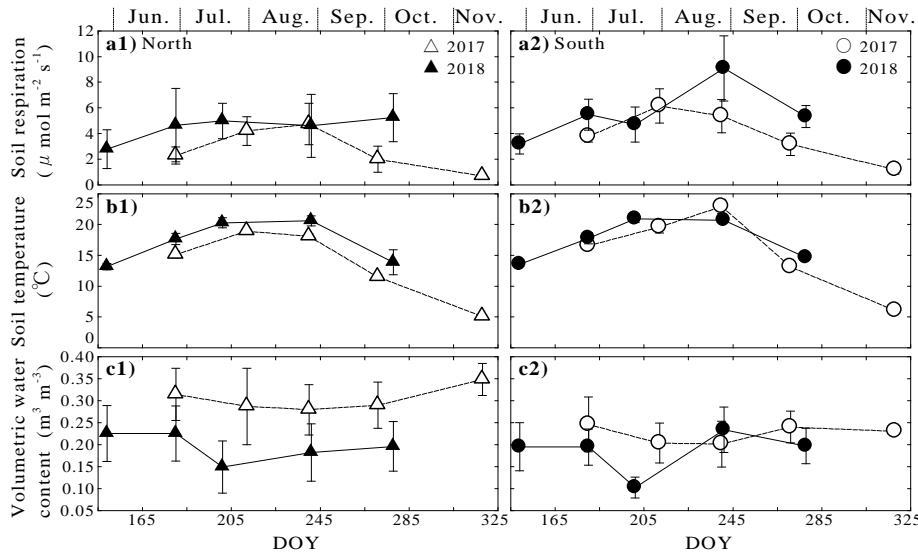 Jun. Jul. Aug. Sep. Oct. Nov. Jun. Jul. Aug. Sep. Oct. Nov.
a1) North
2017
2018
a2) South
2017
2018
Soil respiration
(μ mol m⁻² s⁻¹)
12
10
8
6
4
2
0
b1)
b2)
Soil temperature
(℃)
25
20
15
10
5
0
c1)
c2)
Volumetric water
content (m³ m⁻³)
0.40
0.35
0.30
0.25
0.20
0.15
0.10
0.05
165 205 245 285 325 165 205 245 285 325
DOY DOY